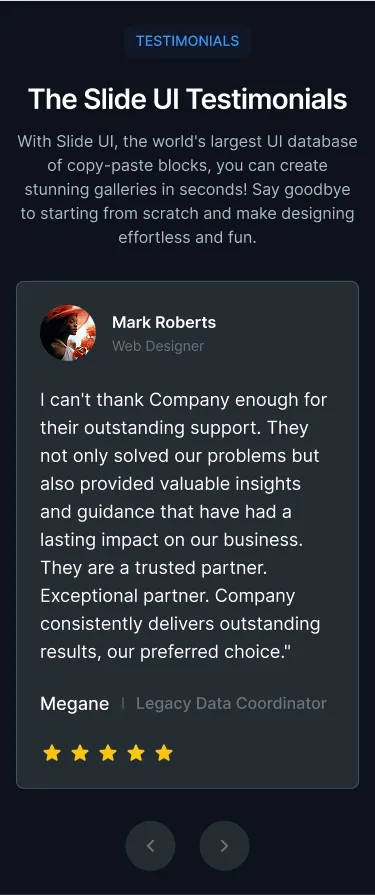 TESTIMONIALS
The Slide UI Testimonials
With Slide UI, the world's largest UI database
of copy-paste blocks, you can create
stunning galleries in seconds! Say goodbye
to starting from scratch and make designing
effortless and fun.
Mark Roberts
Web Designer
I can't thank Company enough for
their outstanding support. They
not only solved our problems but
also provided valuable insights
and guidance that have had a
lasting impact on our business.
They are a trusted partner.
Exceptional partner. Company
consistently delivers outstanding
results, our preferred choice."
Megane | Legacy Data Coordinator